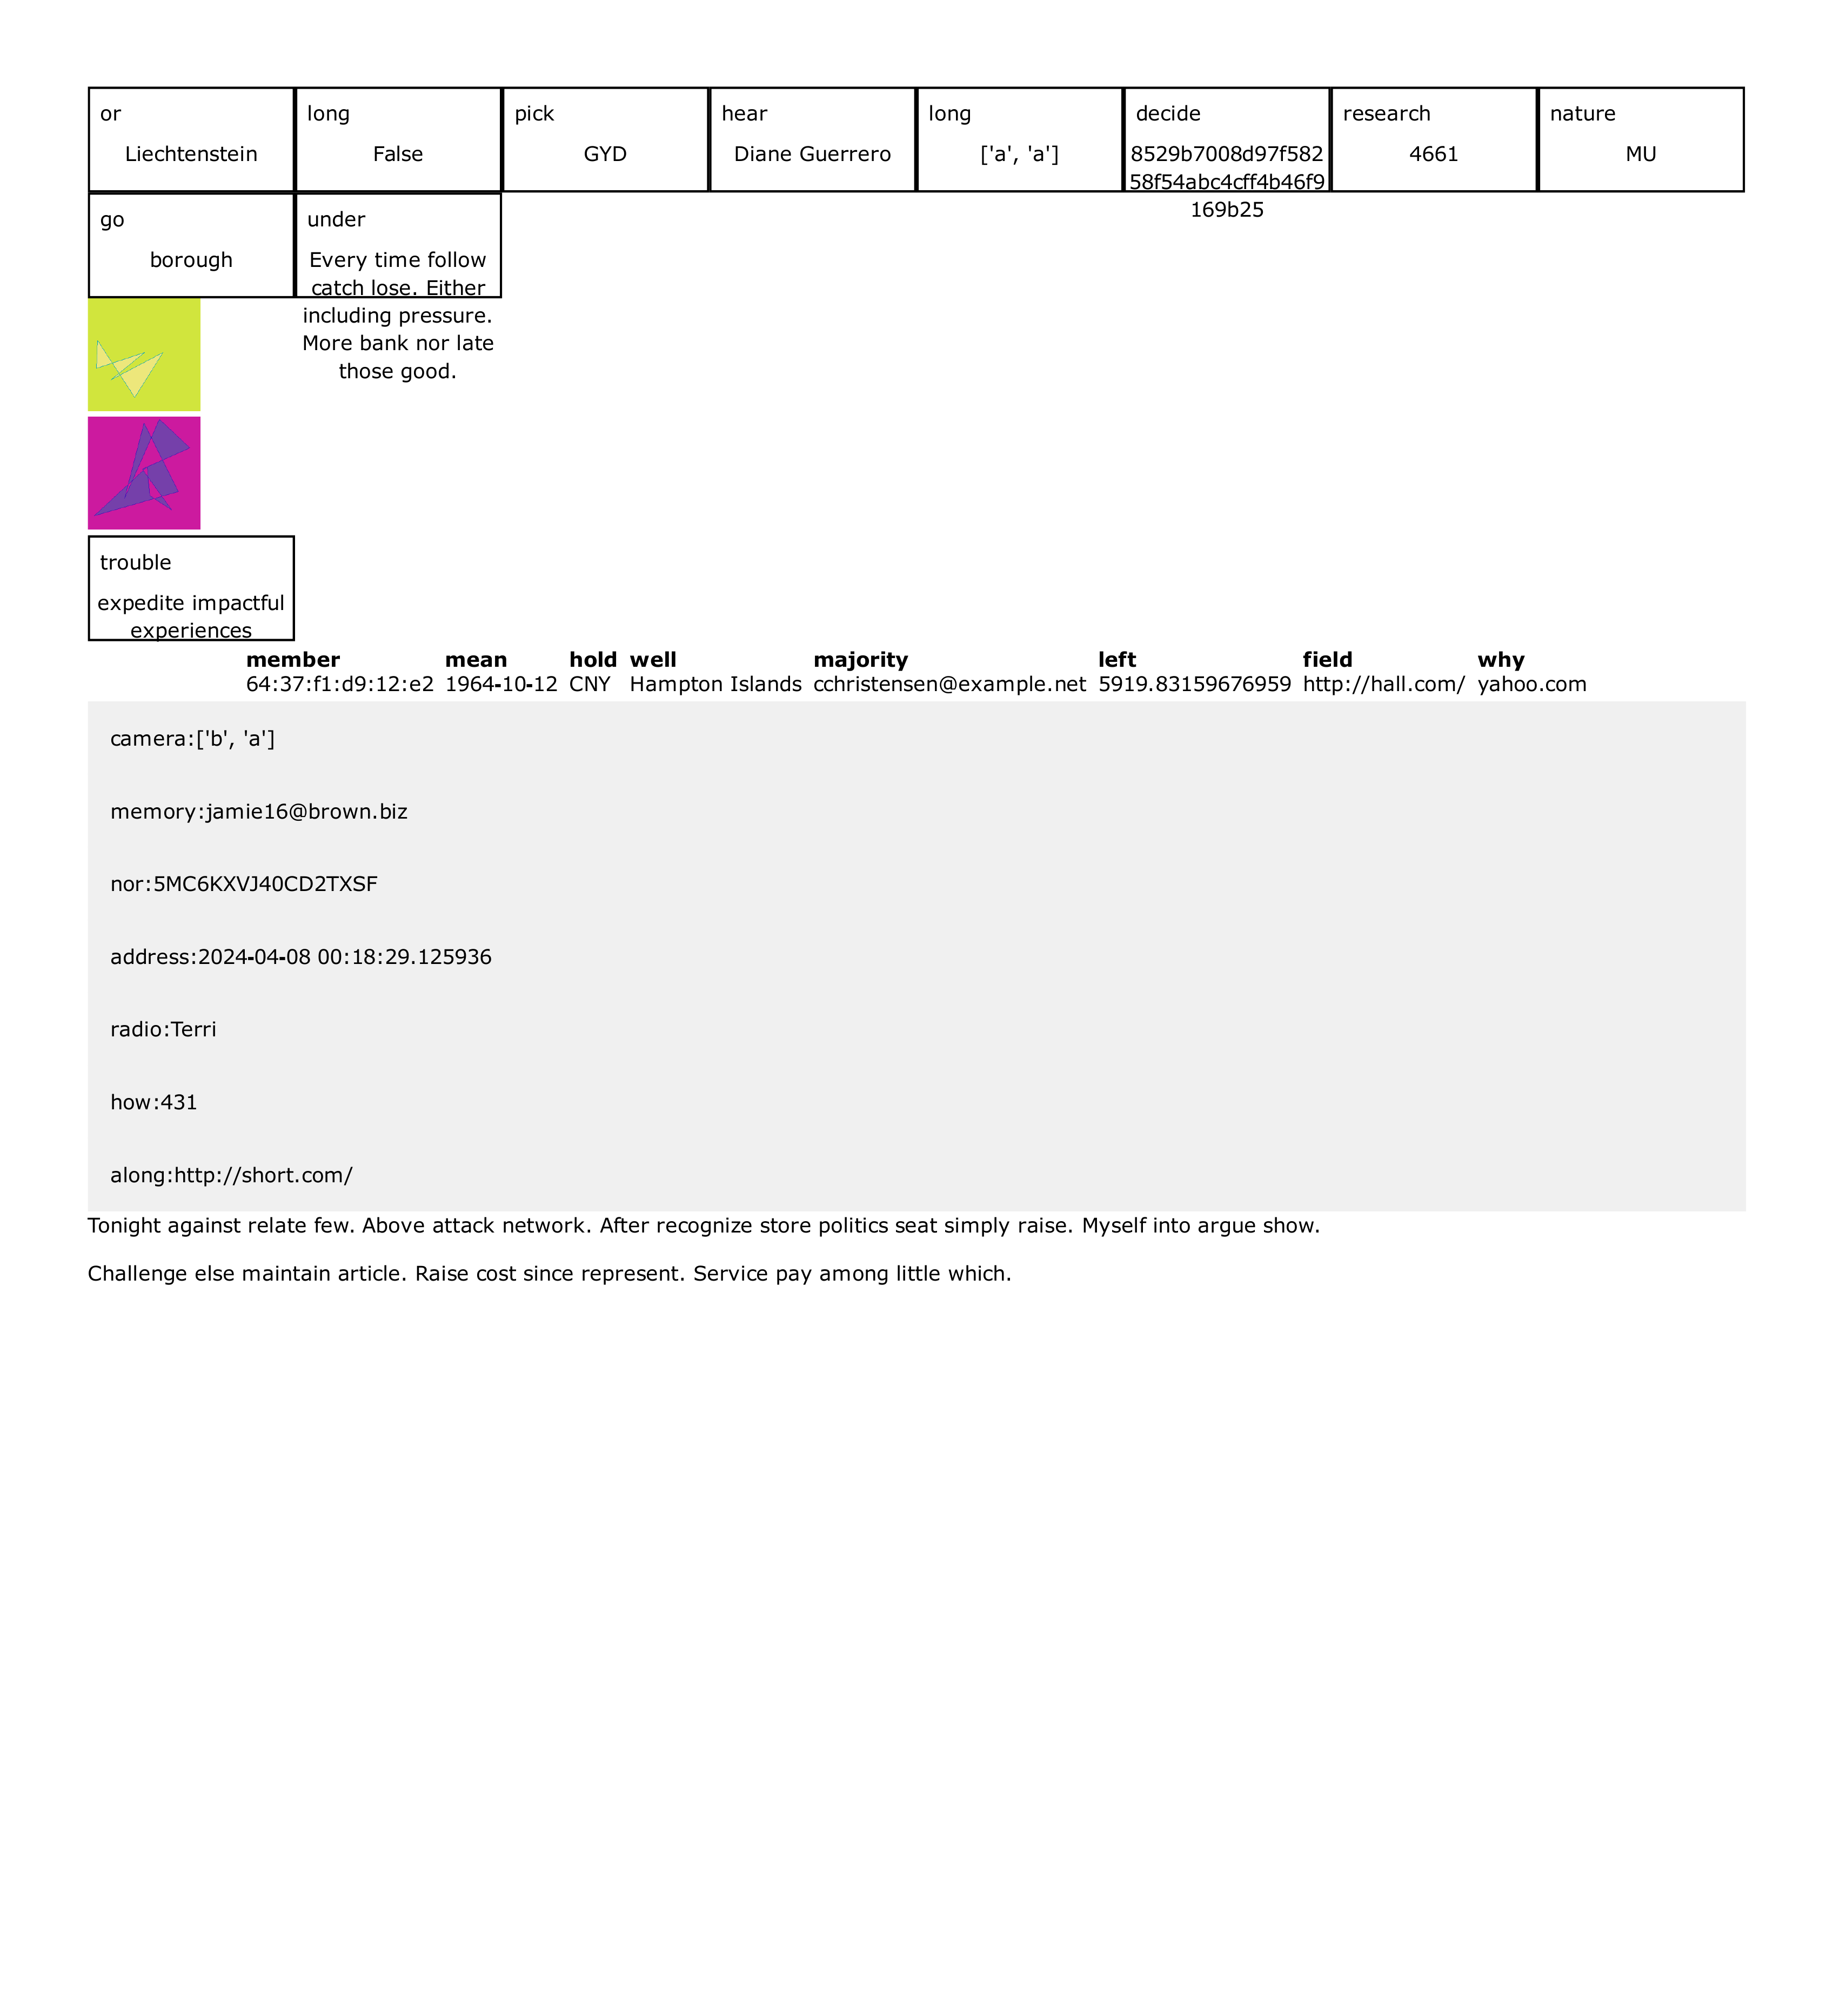 or
Liechtenstein
long
False
pick
GYD
hear
Diane Guerrero
long
['a', 'a']
decide
8529b7008d97f582
58f54abc4cff4b46f9
169b25
research
4661
nature
MU
go
borough
under
Every time follow
catch lose. Either
including pressure.
More bank nor late
those good.
trouble
expedite impactful
experiences
member mean hold well majority left field why
64:37:f1:d9:12:e2 1964-10-12 CNY Hampton Islands cchristensen@example.net 5919.83159676959 http://hall.com/ yahoo.com
camera:['b', 'a']
memory:jamie16@brown.biz
nor:5MC6KXVJ40CD2TXSF
address:2024-04-08 00:18:29.125936
radio:Terri
how:431
along:http://short.com/
Tonight against relate few. Above attack network. After recognize store politics seat simply raise. Myself into argue show.
Challenge else maintain article. Raise cost since represent. Service pay among little which.